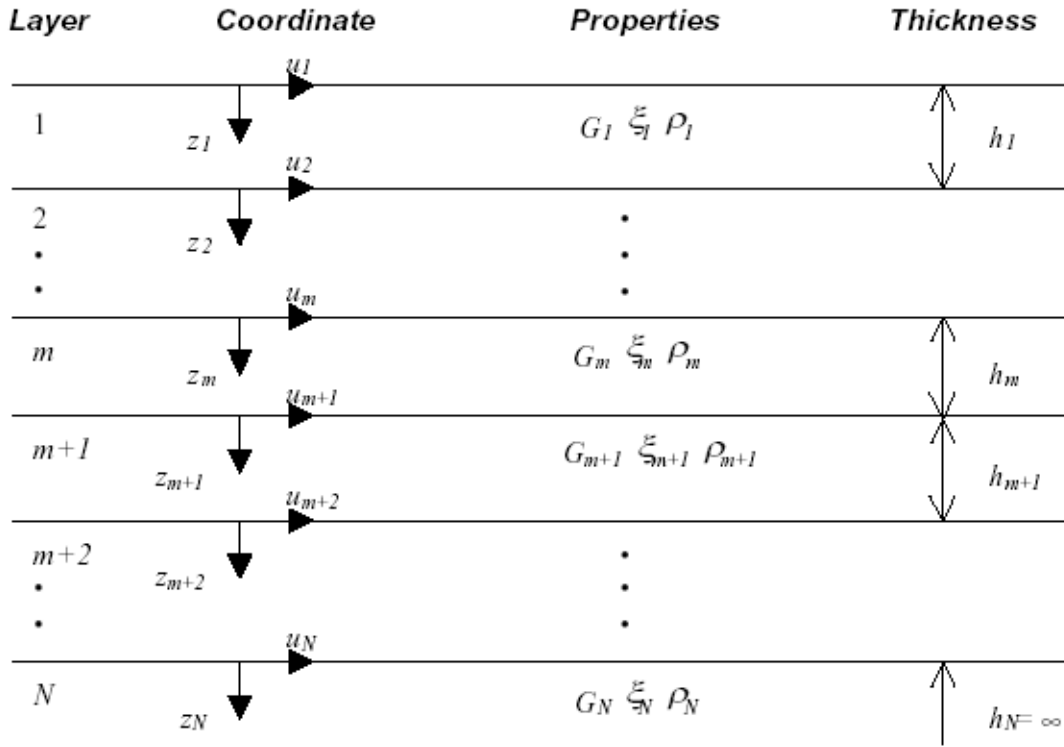 Layer Coordinate Properties Thickness
u1
1 z1 G1 ξ1 ρ1 h1
u2
2 z2 •
• •
• •
um
m zm Gm ξm ρm hm
um+1
m+1 zm+1 Gm+1 ξm+1 ρm+1 hm+1
um+2
m+2 zm+2 •
• •
• •
uN
N zN GN ξN ρN hN= ∞